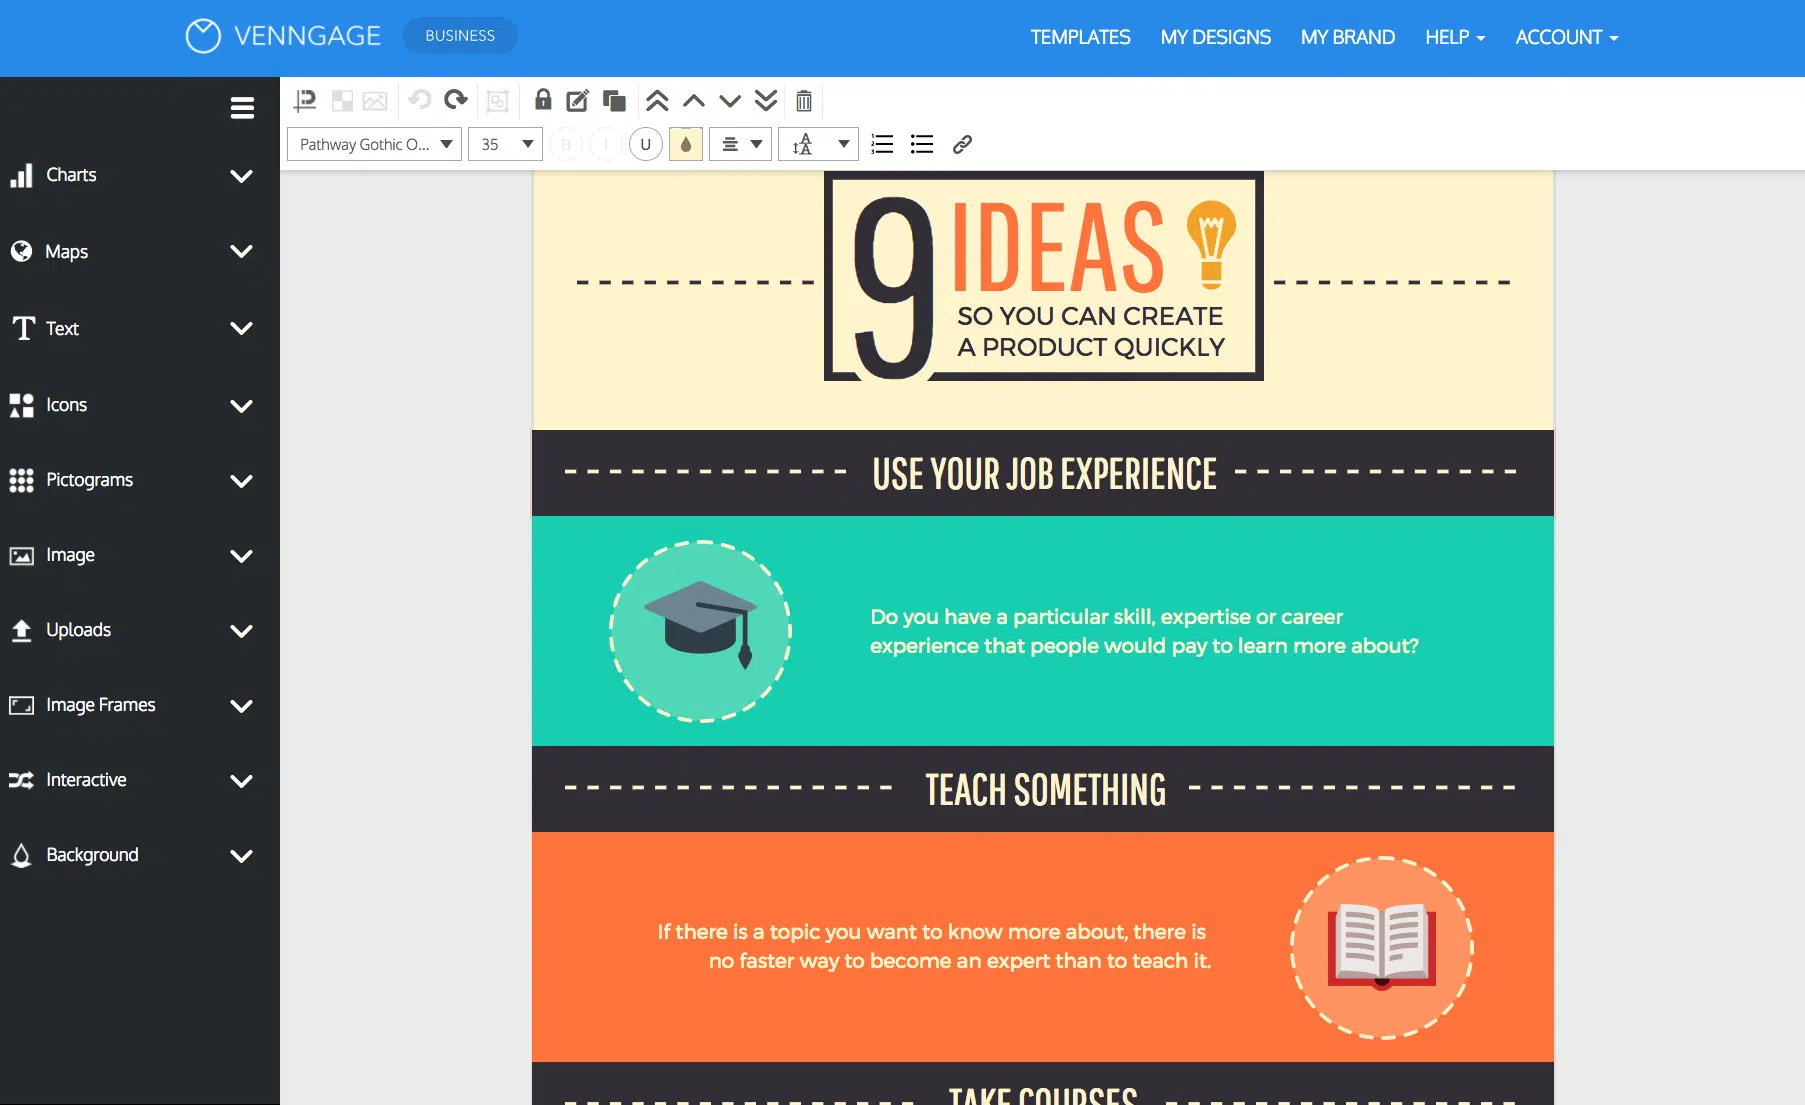 VENNGAGE
BUSINESS
TEMPLATES
MY DESIGNS
MY BRAND
HELP
ACCOUNT
Pathway Gothic O...
35
B
I
U
Charts
Maps
Text
Icons
Pictograms
Image
Uploads
Image Frames
Interactive
Background
9 IDEAS
SO YOU CAN CREATE
A PRODUCT QUICKLY
USE YOUR JOB EXPERIENCE
Do you have a particular skill, expertise or career
experience that people would pay to learn more about?
TEACH SOMETHING
If there is a topic you want to know more about, there is
no faster way to become an expert than to teach it.
TAKE COURSES